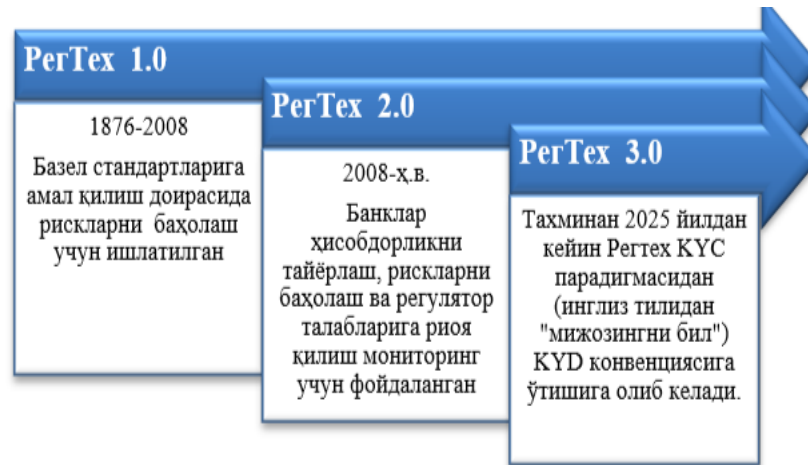 РегТех 1.0
1876-2008
Базел стандартларига
амал қилиш доирасида
рискларни баҳолаш
учун ишлатилган
РегТех 2.0
2008-ҳ.в.
Банклар
ҳисобдорликни
тайёрлаш, рискларни
баҳолаш ва регулятор
талабларига риоя
қилиш мониторинг
учун фойдаланган
РегТех 3.0
Тахминан 2025 йилдан
кейин Регтех KYC
парадигмасидан
(инглиз тилидан
"мижозингни бил")
KYD конвенциясига
ўтишига олиб келади.